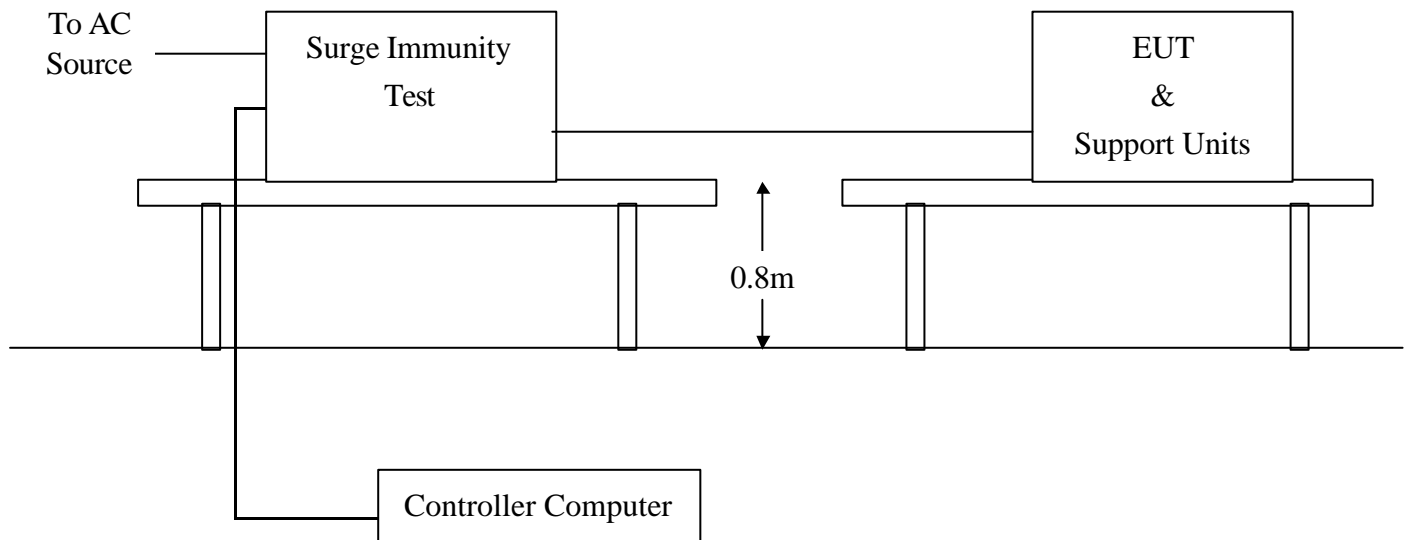 To AC
Source
Surge Immunity
Test
EUT
&
Support Units
0.8m
Controller Computer